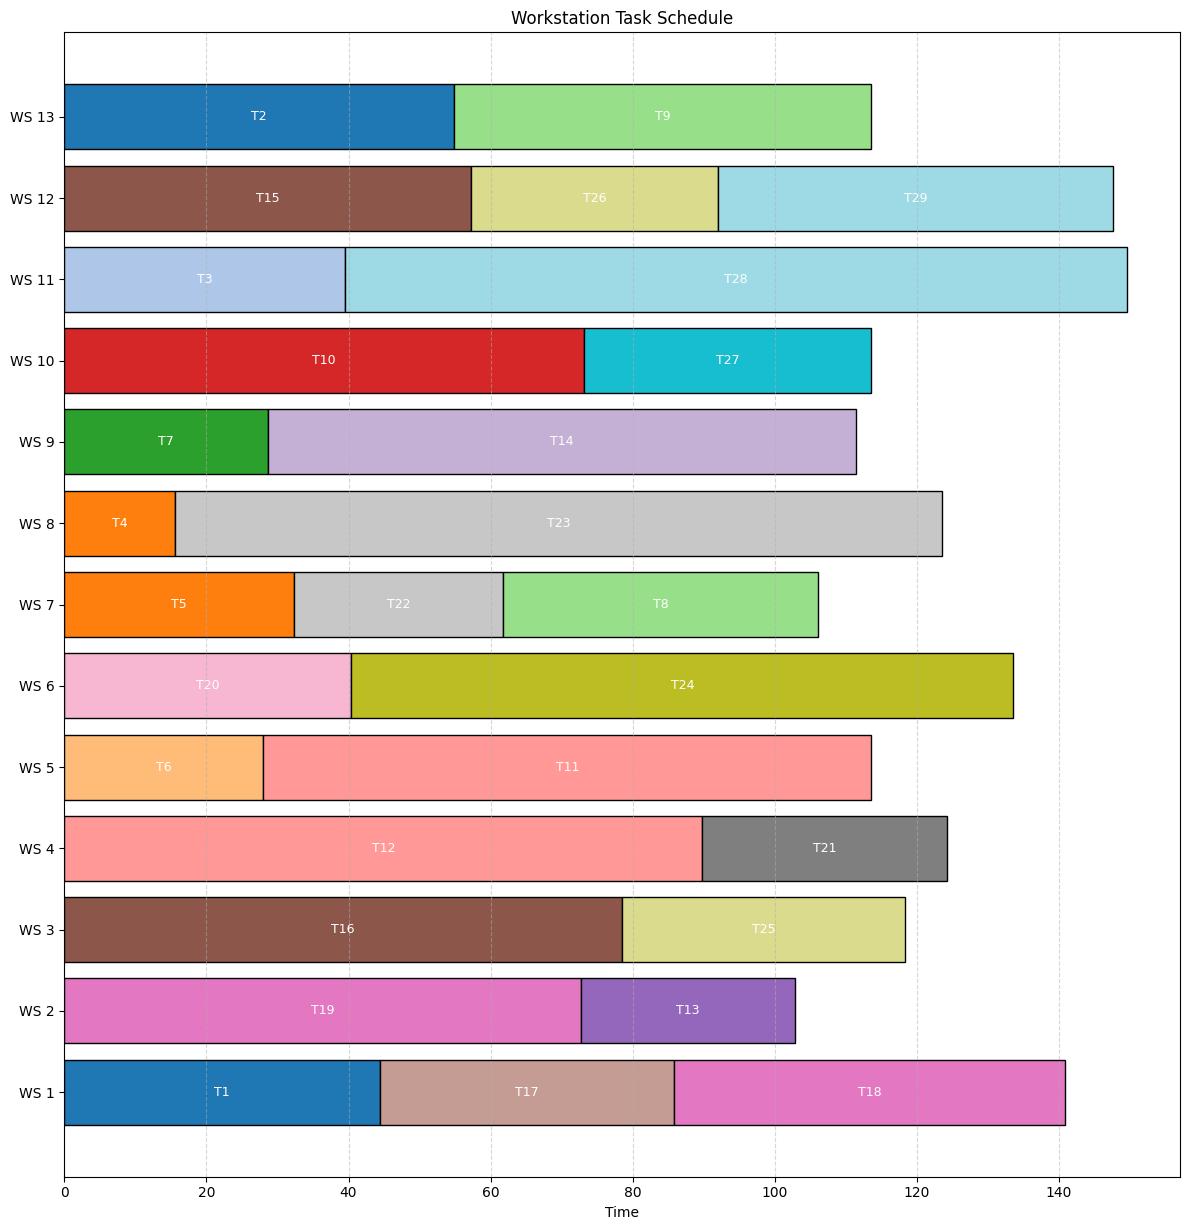 Workstation Task Schedule
WS 13 T2 T9
WS 12 T15 T26 T29
WS 11 T3 T28
WS 10 T10 T27
WS 9 T7 T14
WS 8 T4 T23
WS 7 T5 T22 T8
WS 6 T20 T24
WS 5 T6 T11
WS 4 T12 T21
WS 3 T16 T25
WS 2 T19 T13
WS 1 T1 T17 T18
0 20 40 60 80 100 120 140
Time